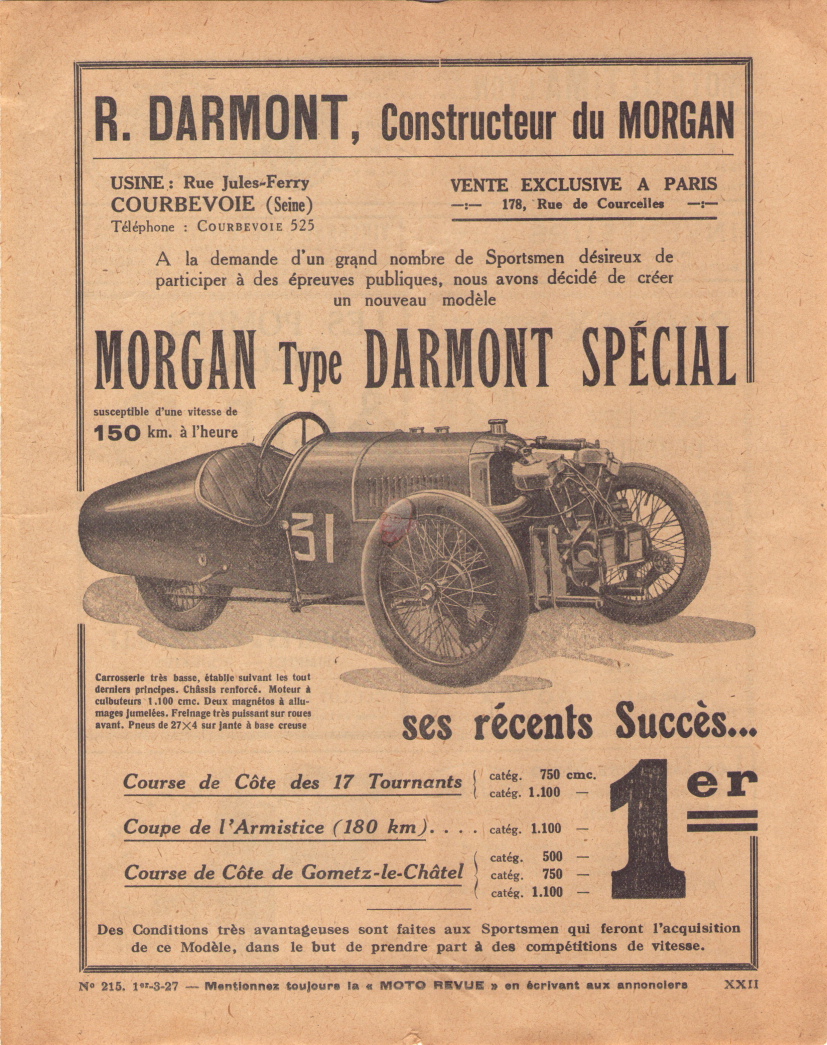 R. DARMONT, Constructeur du MORGAN
USINE : Rue Jules-Ferry
COURBEVOIE (Seine)
Téléphone : COURBEVOIE 525
VENTE EXCLUSIVE A PARIS
—:— 178, Rue de Courcelles —:—
A la demande d'un grand nombre de Sportsmen désireux de
participer à des épreuves publiques, nous avons décidé de créer
un nouveau modèle
MORGAN Type DARMONT SPÉCIAL
susceptible d'une vitesse de
150 km. à l'heure
31
Carrosserie très basse, établie suivant les tout
derniers principes. Châssis renforcé. Moteur à
culbuteurs 1.100 cmc. Deux magnétos à allu-
mages jumelées. Freinage très puissant sur roues
avant. Pneus de 27×4 sur jante à base creuse
ses récents Succès...
Course de Côte des 17 Tournants
catég. 750 cmc.
catég. 1.100 —
Coupe de l'Armistice (180 km). . . . catég. 1.100 —
Course de Côte de Gometz-le-Châtel
catég. 500 —
catég. 750 —
catég. 1.100 —
1er
Des Conditions très avantageuses sont faites aux Sportsmen qui feront l'acquisition
de ce Modèle, dans le but de prendre part à des compétitions de vitesse.
No 215. 1er-3-27 — Mentionnez toujours la « MOTO REVUE » en écrivant aux annonciers XXII